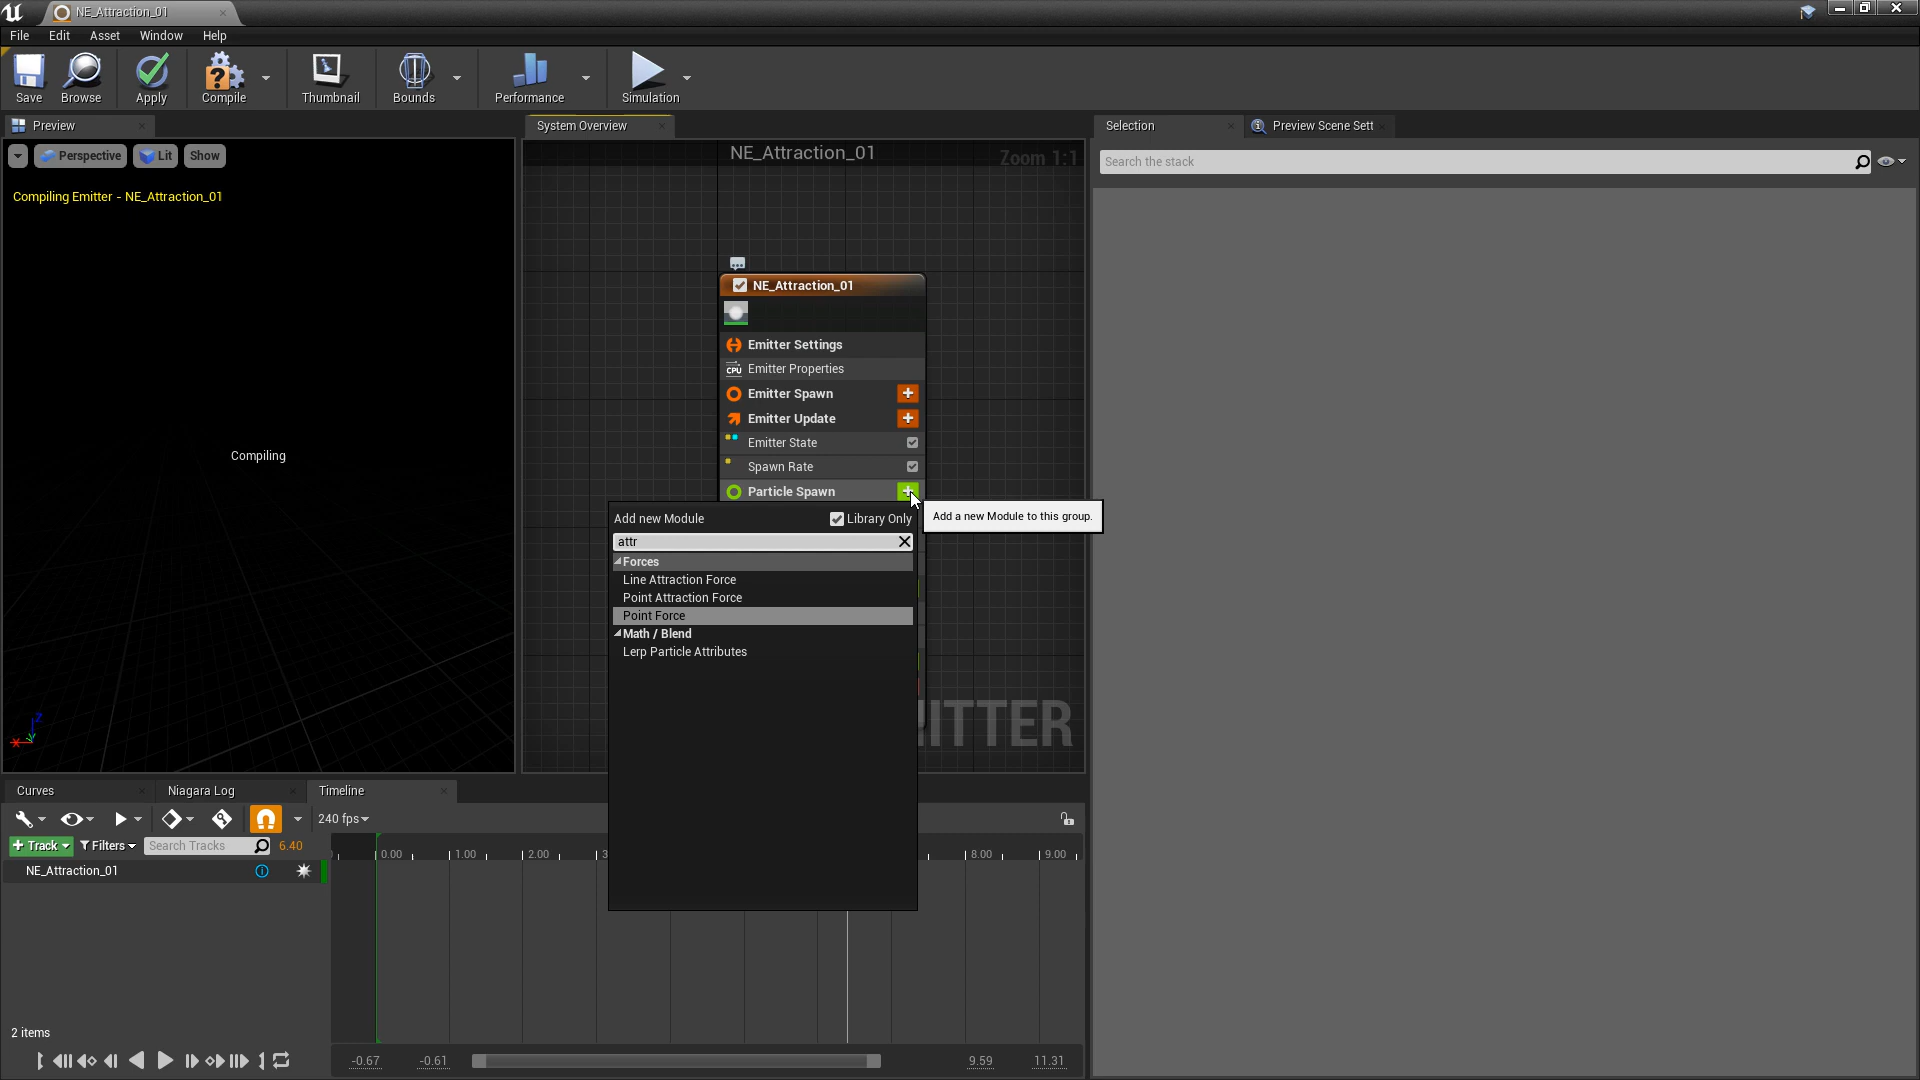 NE_Attraction_01
File Edit Asset Window Help
Save Browse Apply Compile Thumbnail Bounds Performance Simulation
Preview
System Overview
Selection
Preview Scene Sett
Perspective Lit Show
NE_Attraction_01
Zoom 1:1
Search the stack
Compiling Emitter - NE_Attraction_01
NE_Attraction_01
Emitter Settings
CPU Emitter Properties
Emitter Spawn
Emitter Update
Emitter State
Compiling
Spawn Rate
Particle Spawn
Add new Module
Library Only
Add a new Module to this group.
attr
Forces
Line Attraction Force
Point Attraction Force
Point Force
Math / Blend
Lerp Particle Attributes
Z
X
Y
Curves
Niagara Log
Timeline
240 fps
+ Track Filters Search Tracks 6.40
0.00 1.00 2.00 3 8.00 9.00
NE_Attraction_01
2 items
-0.67 -0.61 9.59 11.31